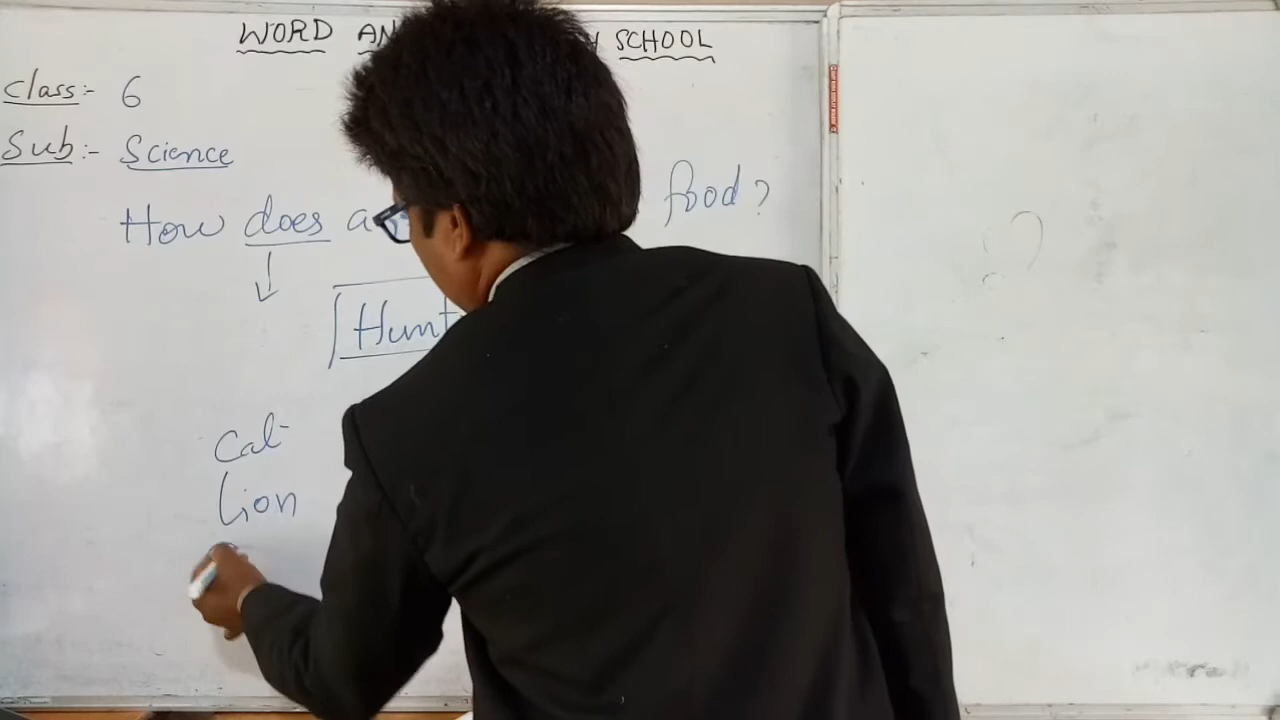 WORD AN SCHOOL
Class:- 6
Sub:- Science
How does a food?
Hunt
Cat
Lion